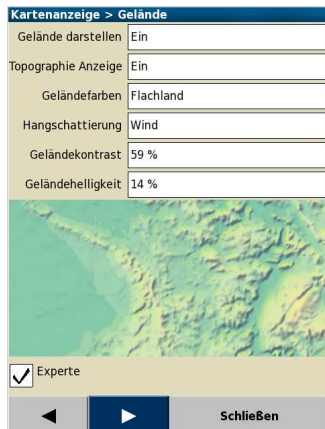 Kartenanzeige > Gelände
Gelände darstellen Ein
Topographie Anzeige Ein
Geländefarben Flachland
Hangschattierung Wind
Geländekontrast 59 %
Geländehelligkeit 14 %
Experte
Schließen